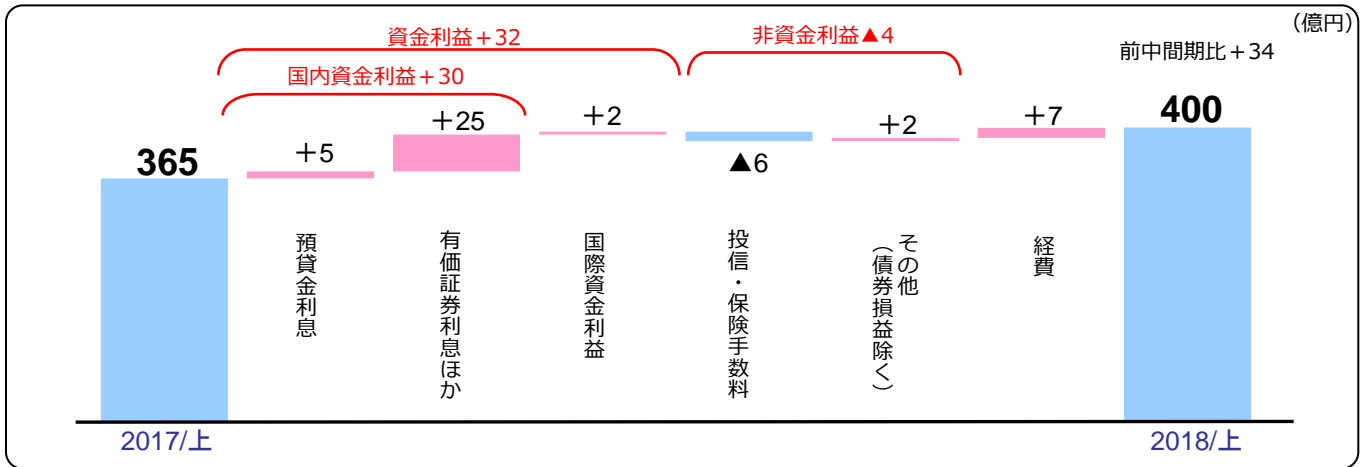 （億円）
資金利益＋32
非資金利益▲4
前中間期比＋34
国内資金利益＋30
365
＋5
＋25
＋2
▲6
＋2
＋7
400
預貸金利息
有価証券利息ほか
国際資金利益
投信・保険手数料
その他
（債券損益除く）
経費
2017/上
2018/上